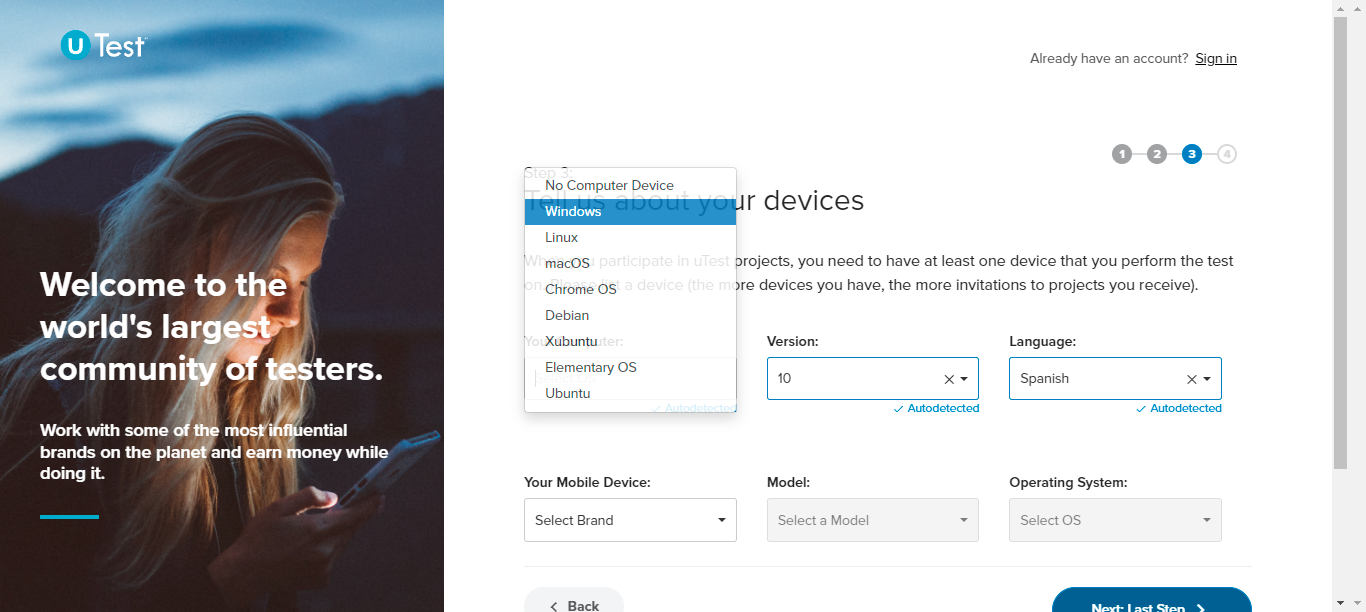 uTest
Already have an account? Sign in
1
2
3
4
Step 3:
Tell us about your devices
No Computer Device
Windows
Linux
macOS
Chrome OS
Debian
Xubuntu
Elementary OS
Ubuntu
When you participate in uTest projects, you need to have at least one device that you perform the test
on. Please list a device (the more devices you have, the more invitations to projects you receive).
Your Computer:
Version:
Language:
10
Spanish
Autodetected
Autodetected
Autodetected
Your Mobile Device:
Model:
Operating System:
Select Brand
Select a Model
Select OS
Back
Next: Last Step
Welcome to the
world's largest
community of testers.
Work with some of the most influential
brands on the planet and earn money while
doing it.